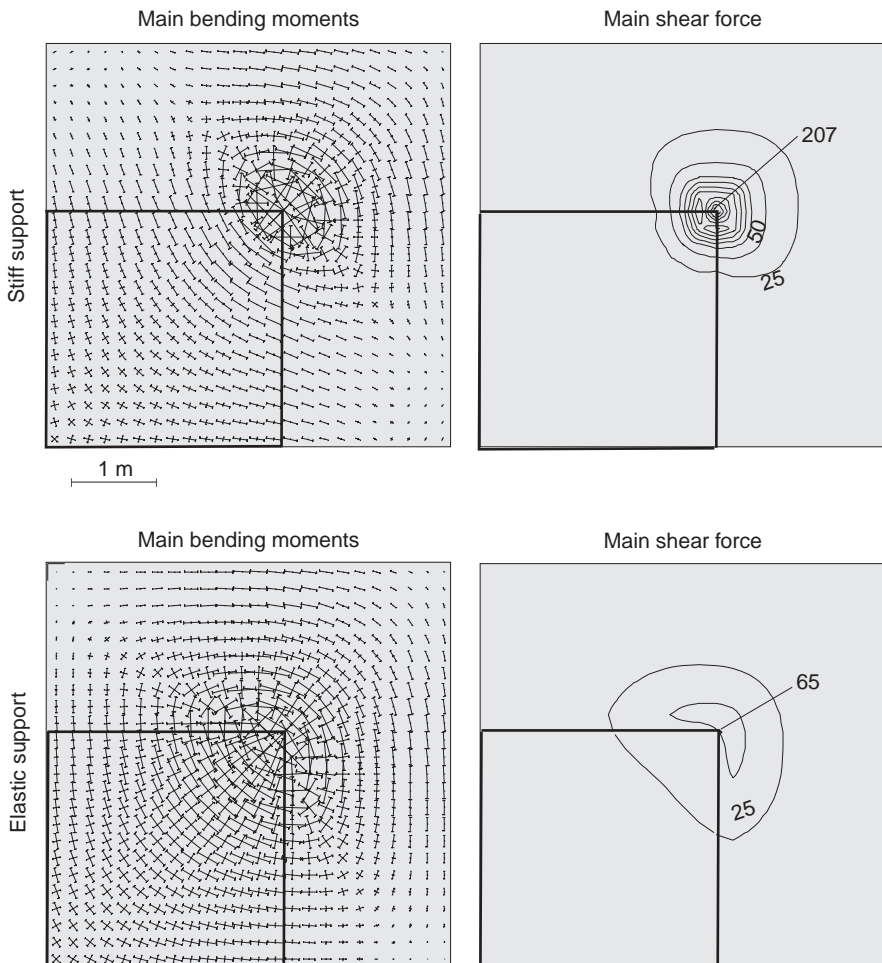 Main bending moments
Main shear force
Stiff support
207
50
25
1 m
Main bending moments
Main shear force
Elastic support
65
25